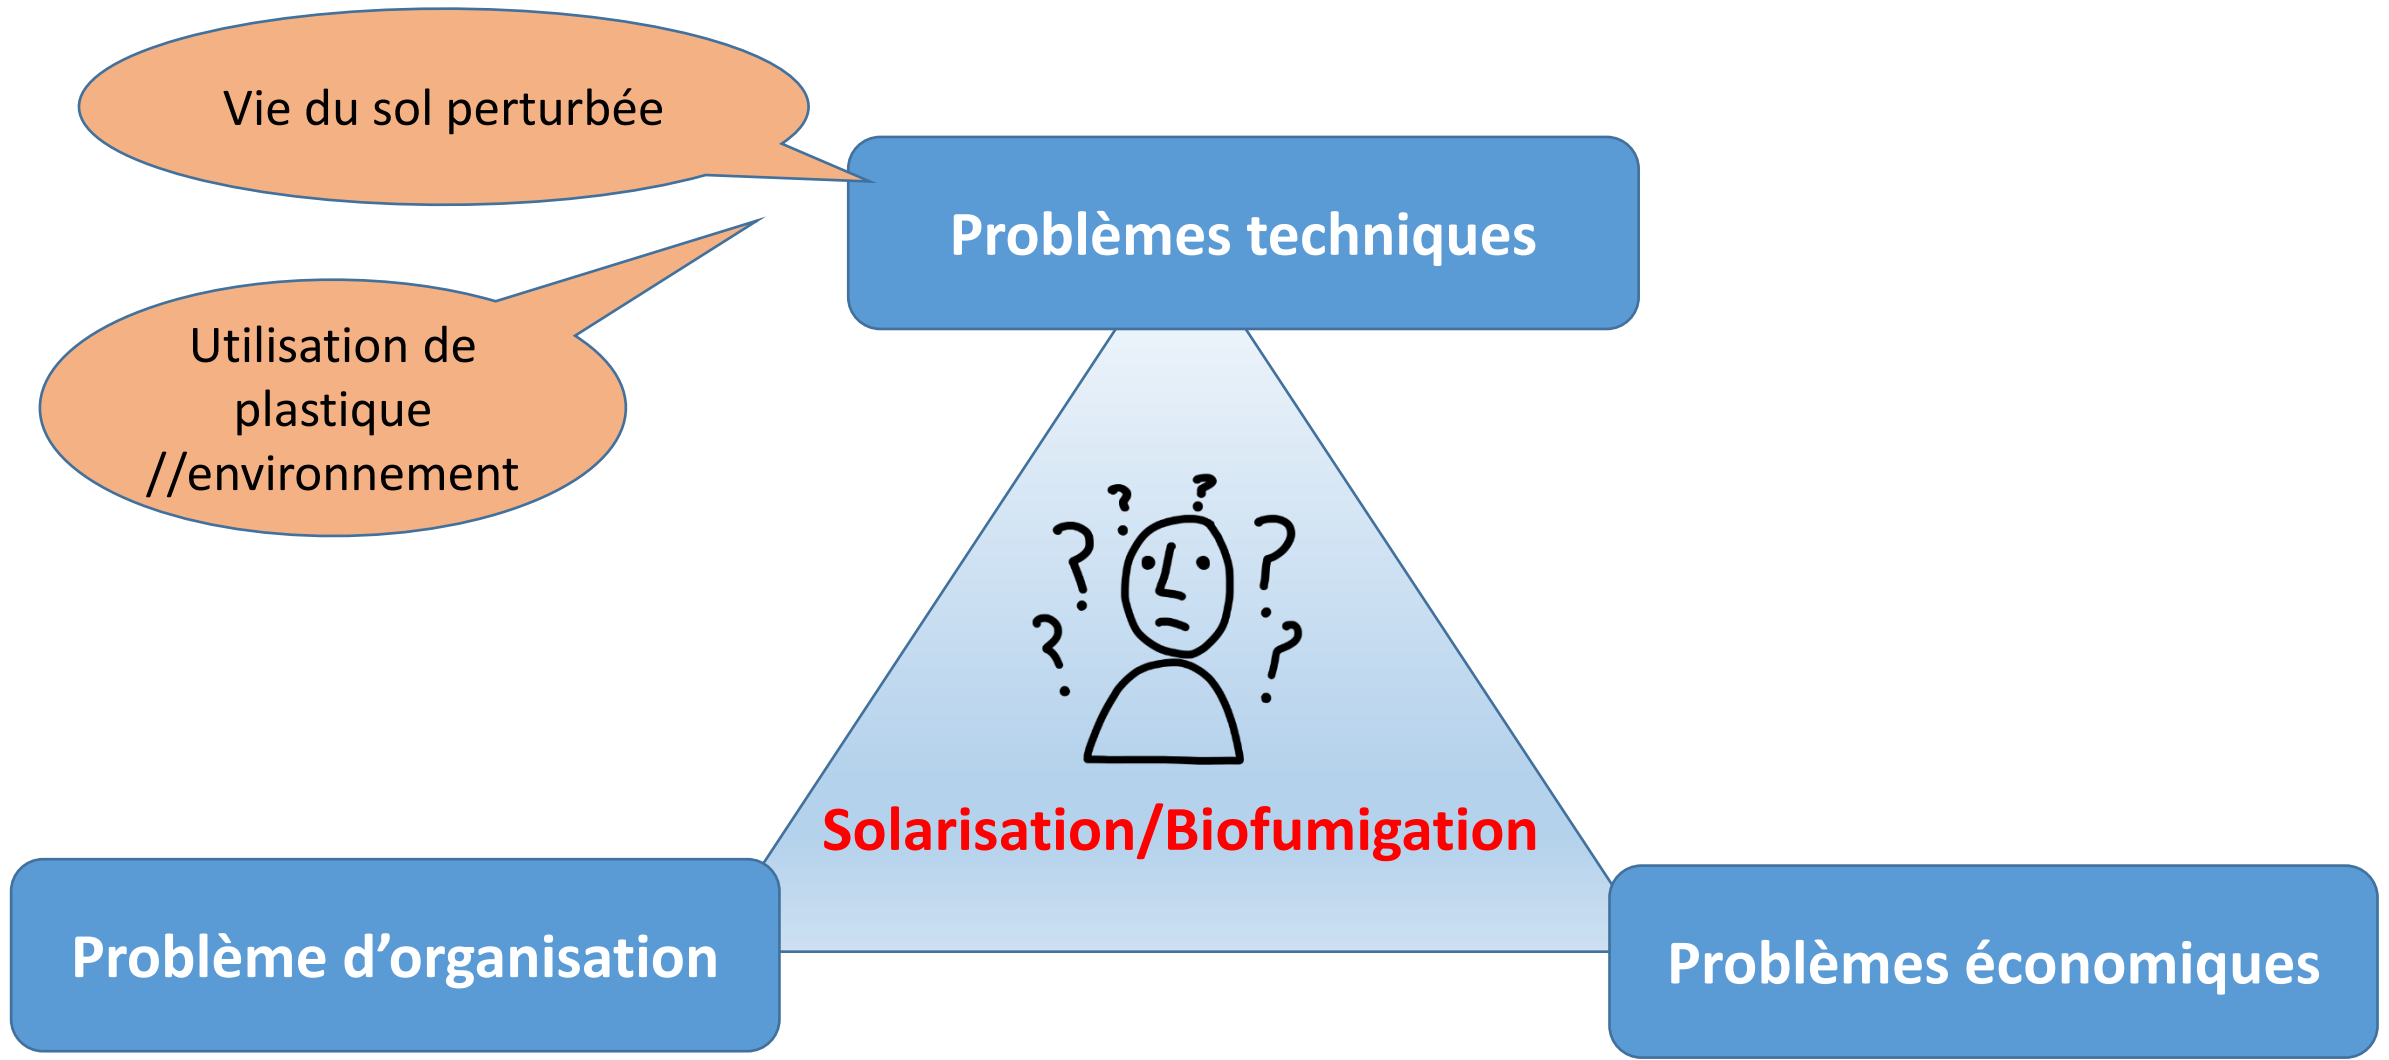 Vie du sol perturbée
Problèmes techniques
Utilisation de
plastique
//environnement
Solarisation/Biofumigation
Problème d’organisation
Problèmes économiques